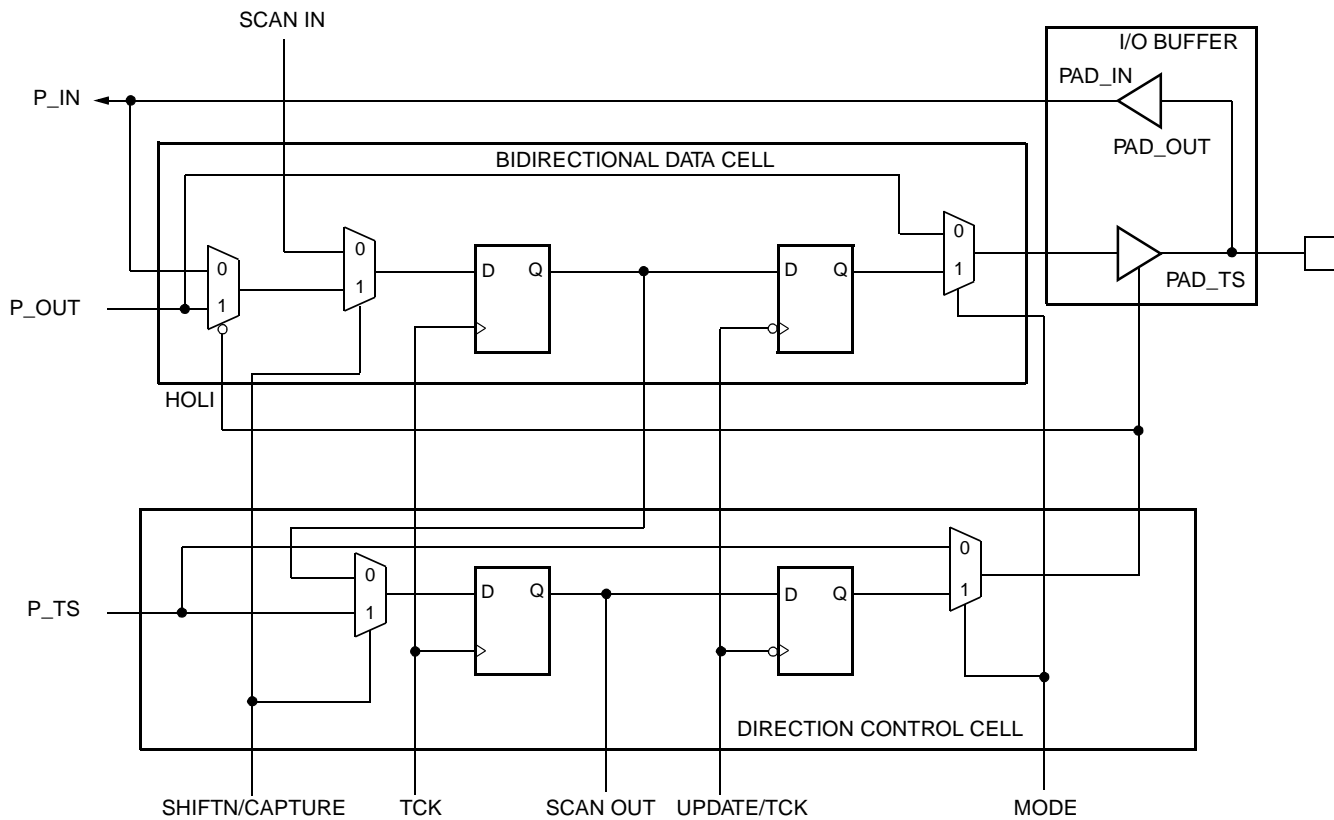 SCAN IN
I/O BUFFER
P_IN
PAD_IN
PAD_OUT
BIDIRECTIONAL DATA CELL
0
1
0
1
D Q
D Q
0
1
P_OUT
PAD_TS
HOLI
P_TS
0
1
D Q
D Q
0
1
DIRECTION CONTROL CELL
SHIFTN/CAPTURE
TCK
SCAN OUT
UPDATE/TCK
MODE